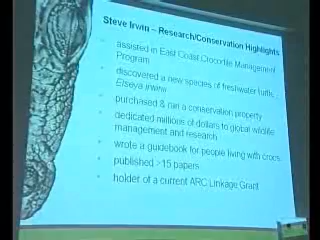 Steve Irwin – Research/Conservation Highlights
assisted in East Coast Crocodile Management
Program
discovered a new species of freshwater turtle,
Elseya irwini
purchased & run a conservation property
dedicated millions of dollars to global wildlife
management and research
wrote a guidebook for people living with crocs
published >15 papers
holder of a current ARC Linkage Grant